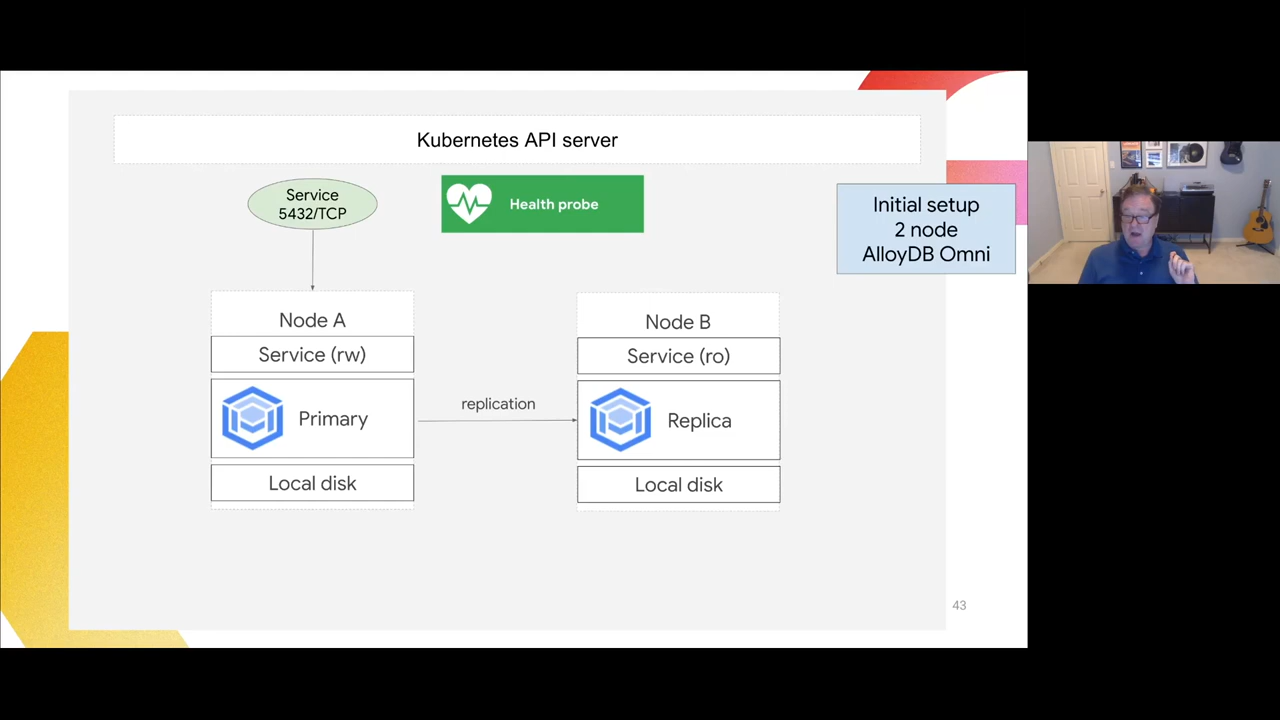 Kubernetes API server
Service
5432/TCP
Health probe
Initial setup
2 node
AlloyDB Omni
Node A
Service (rw)
Primary
Local disk
replication
Node B
Service (ro)
Replica
Local disk
43